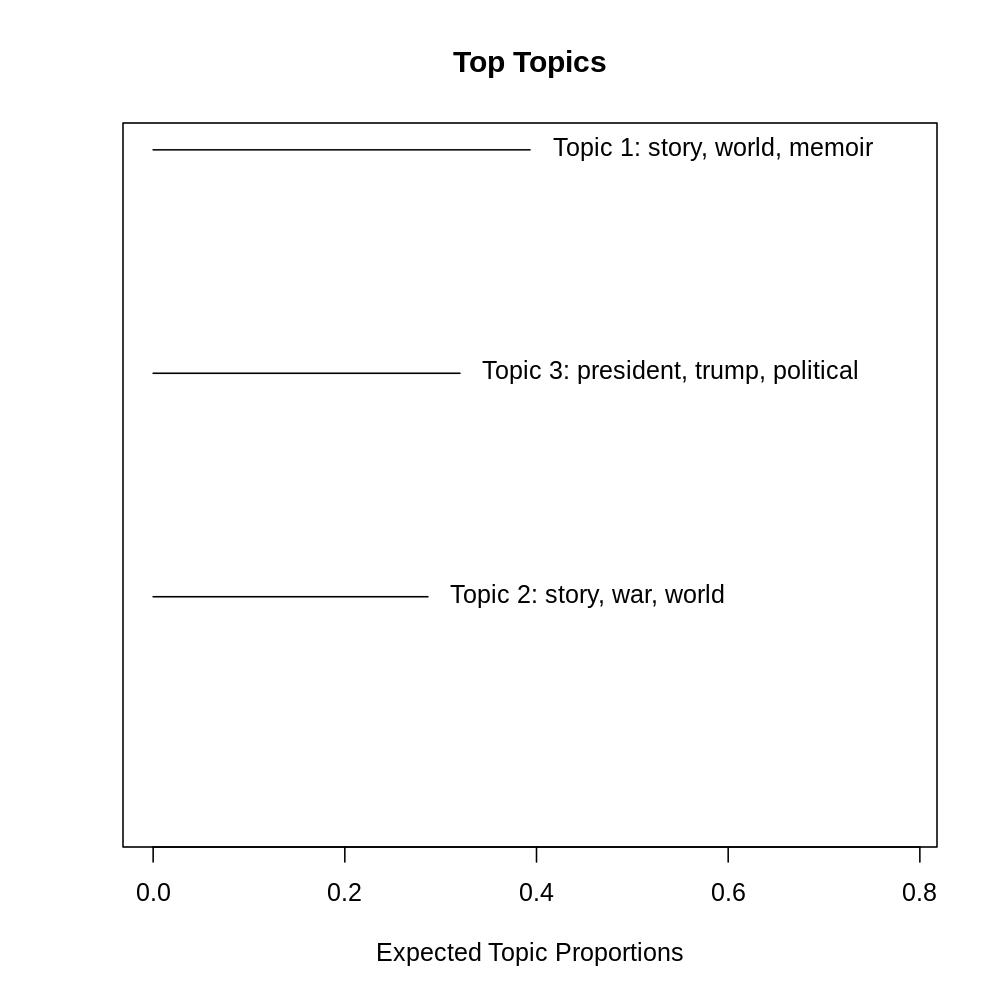 Top Topics
Topic 1: story, world, memoir
Topic 3: president, trump, political
Topic 2: story, war, world
0.0 0.2 0.4 0.6 0.8
Expected Topic Proportions